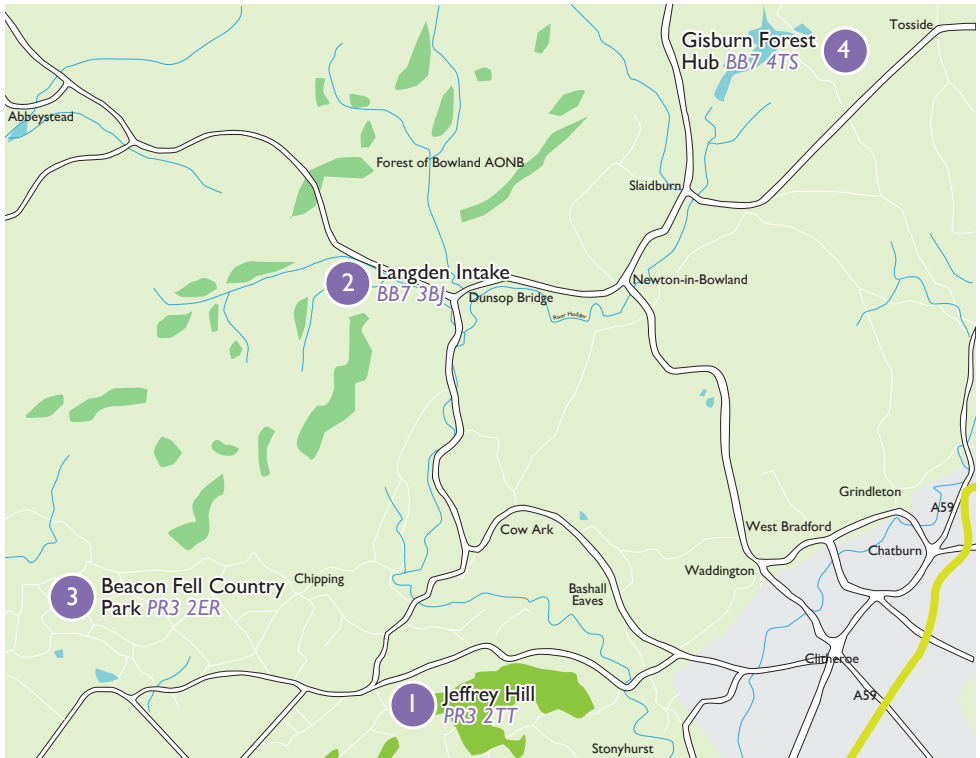 Tosside
Gisburn Forest
Hub BB7 4TS
4
Abbeystead
Forest of Bowland AONB
Slaidburn
2
Langden Intake
BB7 3BJ
Dunsop Bridge
Newton-in-Bowland
River Hodder
Grindleton
A59
West Bradford
Cow Ark
Chatburn
Waddington
3
Beacon Fell Country
Park PR3 2ER
Chipping
Bashall
Eaves
Clitheroe
1
Jeffrey Hill
PR3 2TT
A59
Stonyhurst